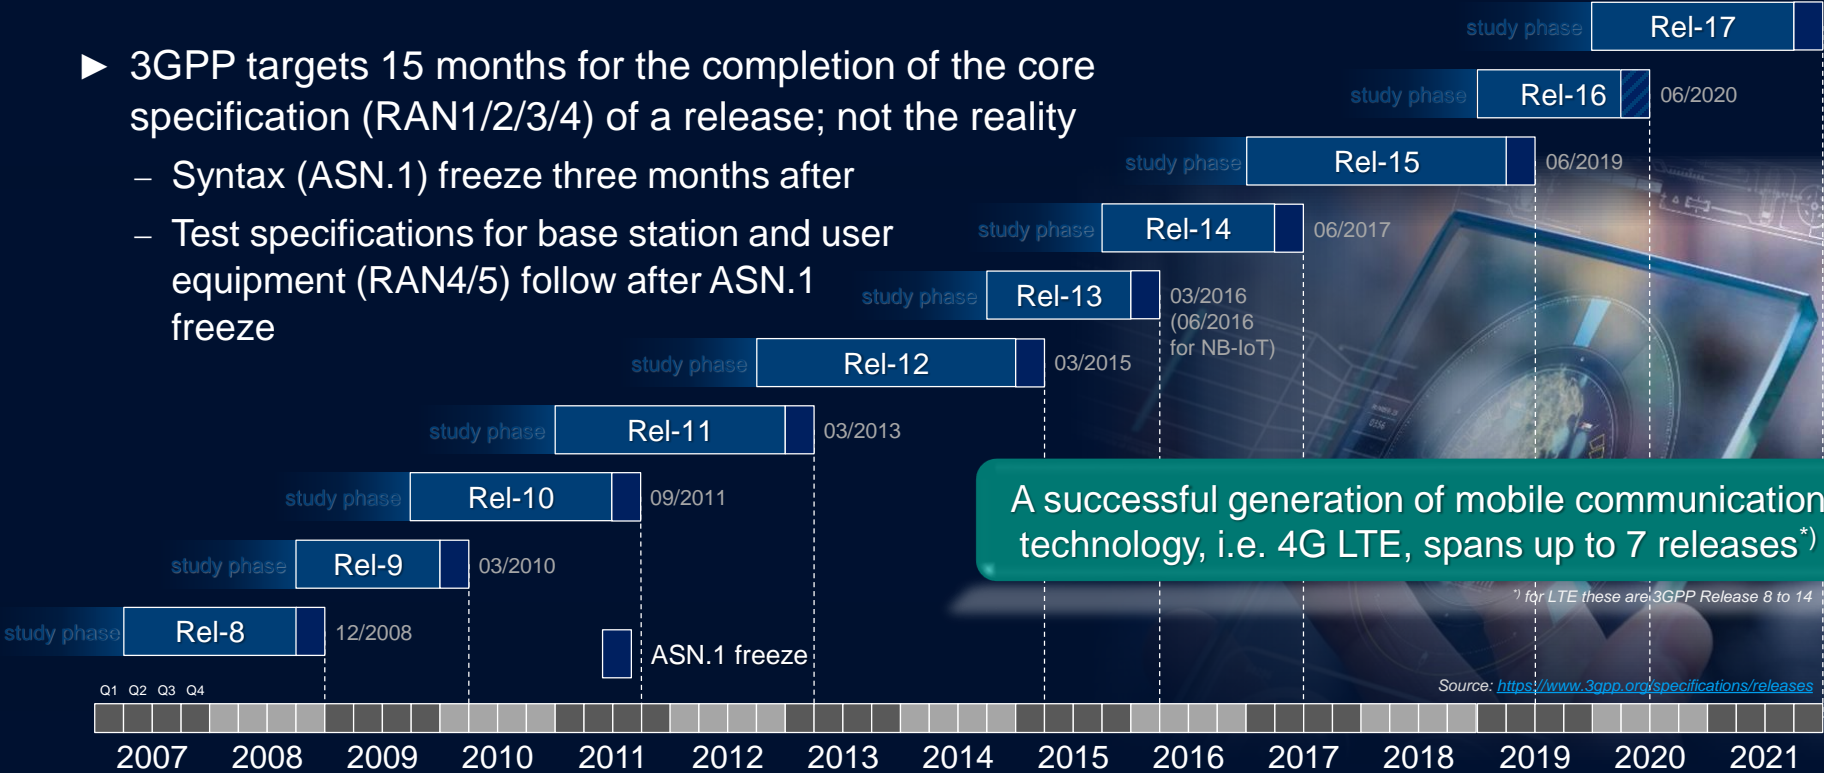 ► 3GPP targets 15 months for the completion of the core
specification (RAN1/2/3/4) of a release; not the reality
– Syntax (ASN.1) freeze three months after
– Test specifications for base station and user
equipment (RAN4/5) follow after ASN.1
freeze
study phase Rel-17
study phase Rel-16 06/2020
study phase Rel-15 06/2019
study phase Rel-14 06/2017
study phase Rel-13 03/2016
(06/2016
for NB-IoT)
study phase Rel-12 03/2015
study phase Rel-11 03/2013
study phase Rel-10 09/2011
study phase Rel-9 03/2010
study phase Rel-8 12/2008
ASN.1 freeze
A successful generation of mobile communication
technology, i.e. 4G LTE, spans up to 7 releases*)
*) for LTE these are 3GPP Release 8 to 14
Source: https://www.3gpp.org/specifications/releases
Q1 Q2 Q3 Q4
2007 2008 2009 2010 2011 2012 2013 2014 2015 2016 2017 2018 2019 2020 2021